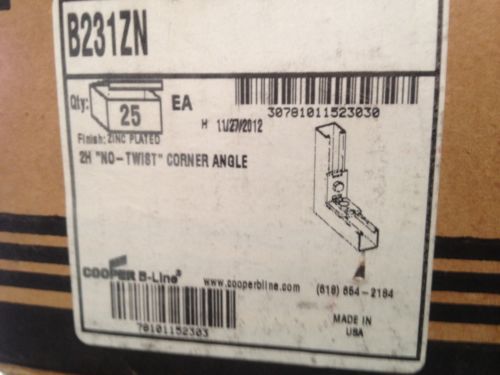 B231ZN
Qty: 25 EA
30781011523030
H 11/27/2012
Finish: ZINC PLATED
2H "NO-TWIST" CORNER ANGLE
COOPER B-Line®
www.cooperbline.com (618) 654-2184
78101152303
MADE IN
USA